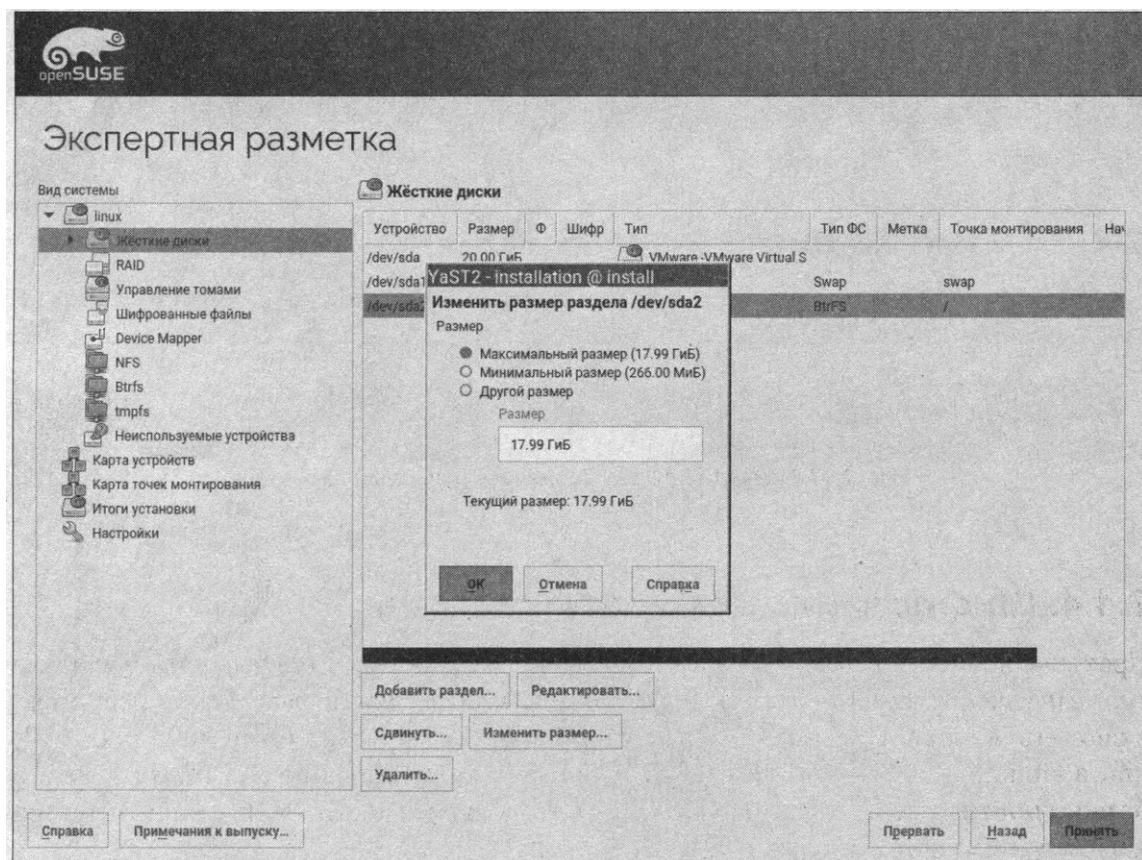 openSUSE
Экспертная разметка
Вид системы
linux
Жёсткие диски
RAID
Управление томами
Шифрованные файлы
Device Mapper
NFS
Btrfs
tmpfs
Неиспользуемые устройства
Карта устройств
Карта точек монтирования
Итоги установки
Настройки
Жёсткие диски
Устройство Размер Ф Шифр Тип Тип ФС Метка Точка монтирования Нач
/dev/sda 20.00 ГиБ VMware -VMware Virtual S
/dev/sda1 Swap swap
/dev/sda2 BtrFS /
YaST2 - installation @ install
Изменить размер раздела /dev/sda2
Размер
Максимальный размер (17.99 ГиБ)
Минимальный размер (266.00 МиБ)
Другой размер
Размер
17.99 ГиБ
Текущий размер: 17.99 ГиБ
OK Отмена Справка
Добавить раздел... Редактировать...
Сдвинуть... Изменить размер...
Удалить...
Справка Примечания к выпуску... Прервать Назад Принять